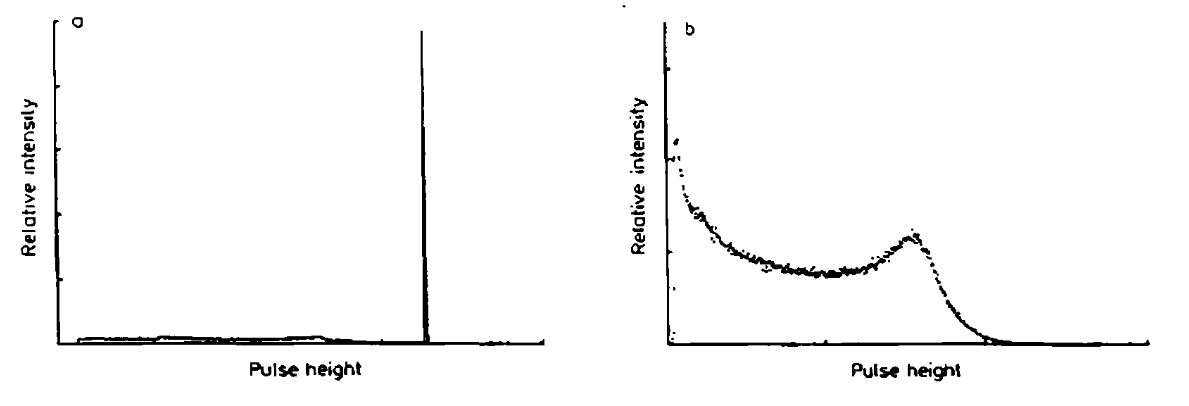 a
Relative intensity
Pulse height
b
Relative intensity
Pulse height